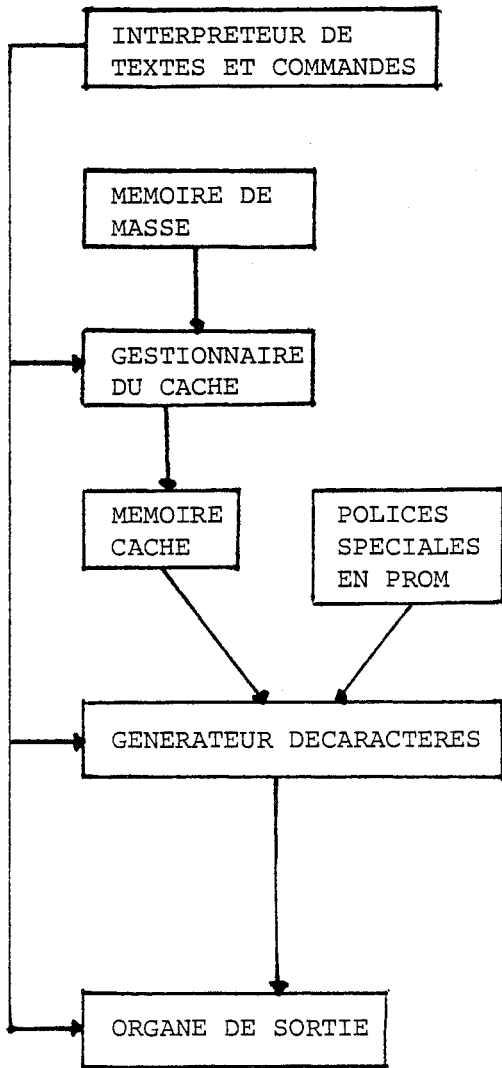 INTERPRETEUR DE
TEXTES ET COMMANDES
MEMOIRE DE
MASSE
GESTIONNAIRE
DU CACHE
MEMOIRE
CACHE
POLICES
SPECIALES
EN PROM
GENERATEUR DECARACTERES
ORGANE DE SORTIE